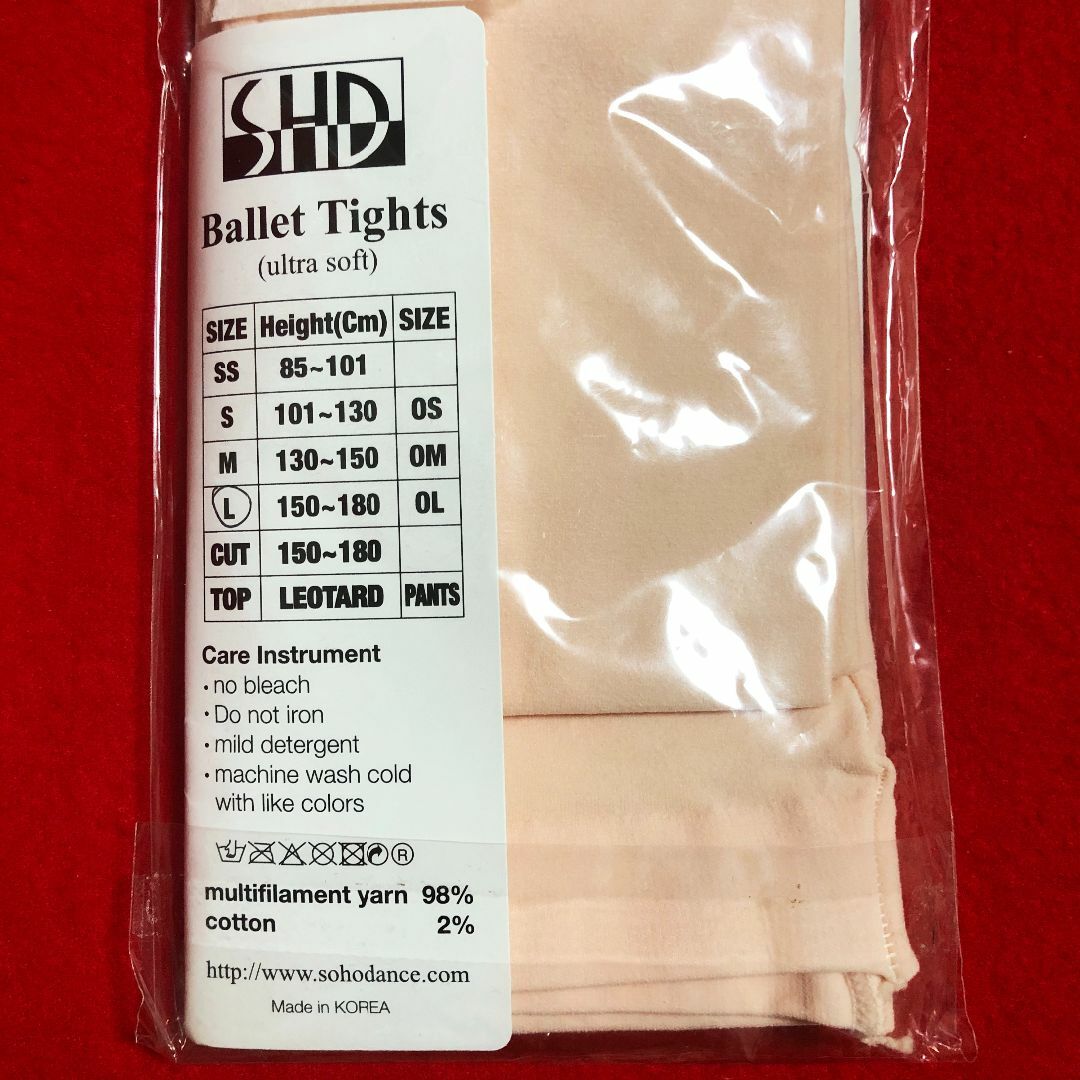 SHD
Ballet Tights
(ultra soft)
SIZE Height(Cm) SIZE
SS 85~101
S 101~130 OS
M 130~150 OM
L 150~180 OL
CUT 150~180
TOP LEOTARD PANTS
Care Instrument
• no bleach
• Do not iron
• mild detergent
• machine wash cold
with like colors
®
multifilament yarn 98%
cotton 2%
http://www.sohodance.com
Made in KOREA